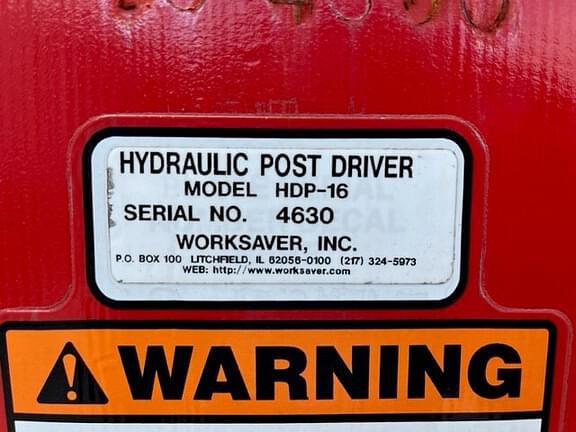 HYDRAULIC POST DRIVER
MODEL HDP-16
SERIAL NO. 4630
WORKSAVER, INC.
P.O. BOX 100 LITCHFIELD, IL 62056-0100 (217) 324-5973
WEB: http://www.worksaver.com
WARNING